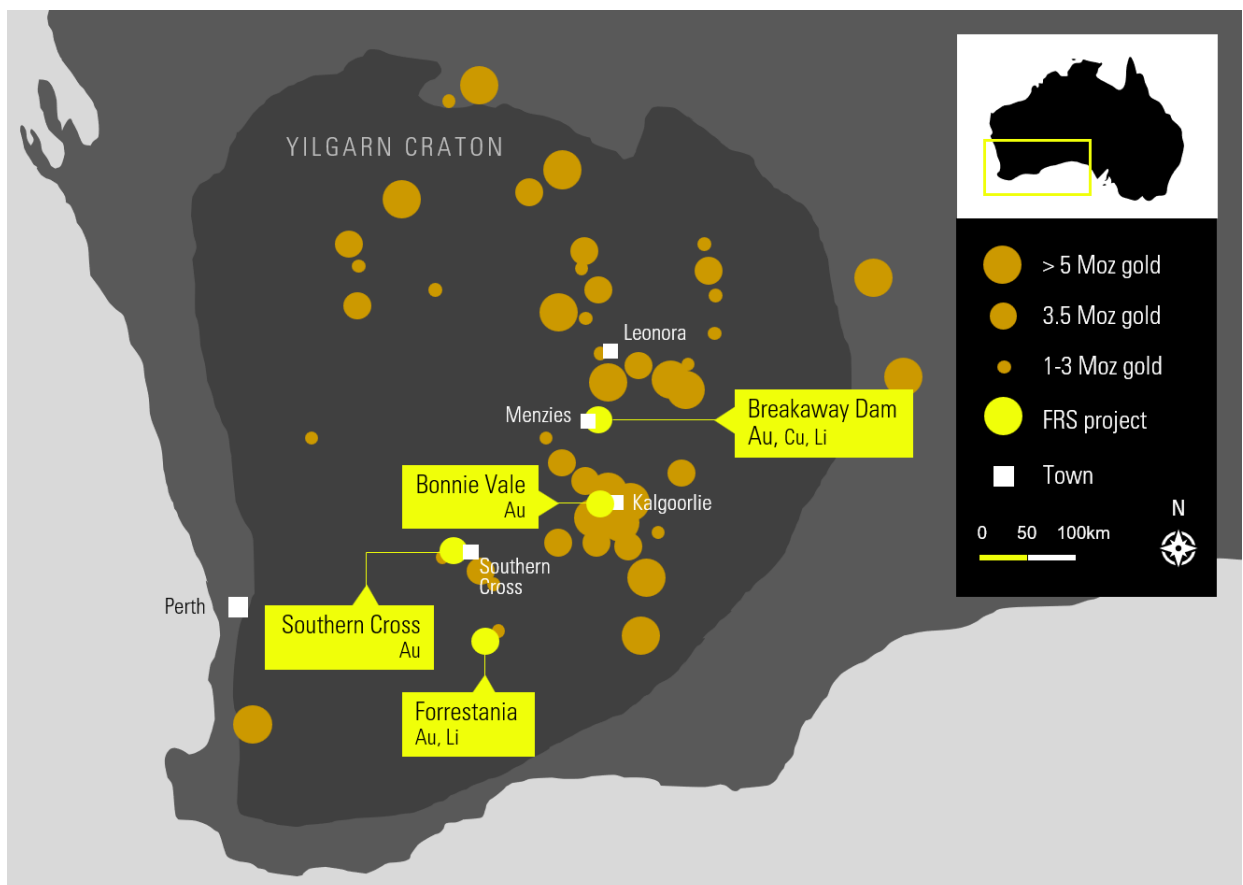 YILGARN CRATON
Leonora
Menzies
Breakaway Dam
Au, Cu, Li
Bonnie Vale
Au
Kalgoorlie
Southern
Cross
Perth
Southern Cross
Au
Forrestania
Au, Li
> 5 Moz gold
3.5 Moz gold
1-3 Moz gold
FRS project
Town
N
0 50 100km